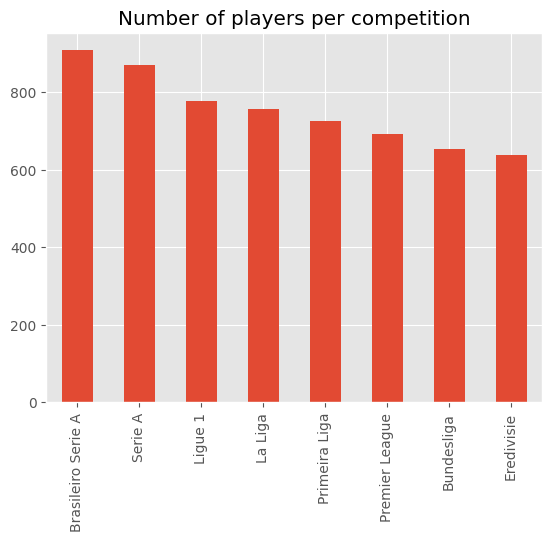 Number of players per competition
800
600
400
200
0
Brasileiro Serie A
Serie A
Ligue 1
La Liga
Primeira Liga
Premier League
Bundesliga
Eredivisie